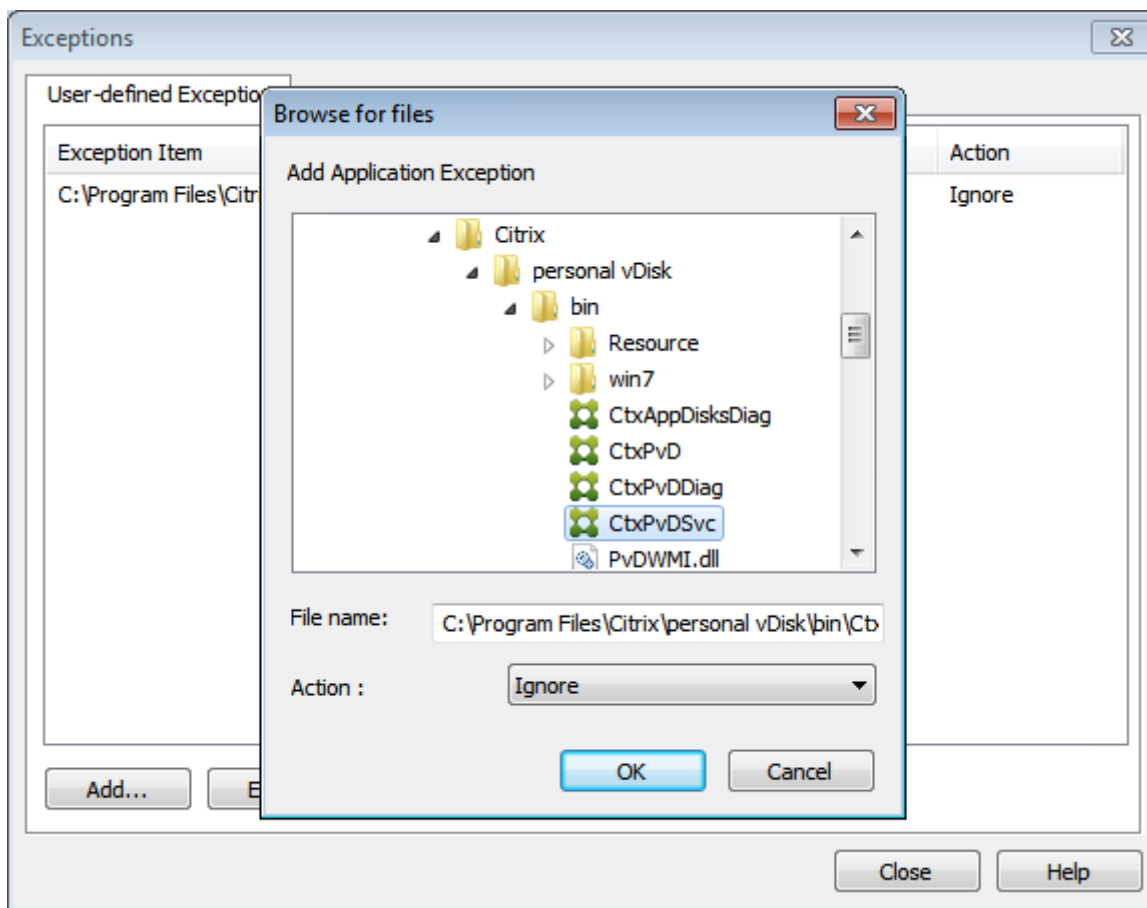 Exceptions
User-defined Exceptio
Browse for files
Exception Item
Action
Add Application Exception
C:\Program Files\Citri
Ignore
Citrix
personal vDisk
bin
Resource
win7
CtxAppDisksDiag
CtxPvD
CtxPvDDiag
CtxPvDSvc
PvDWMI.dll
File name:
C:\Program Files\Citrix\personal vDisk\bin\Ctx
Action :
Ignore
OK
Cancel
Add...
E
Close
Help